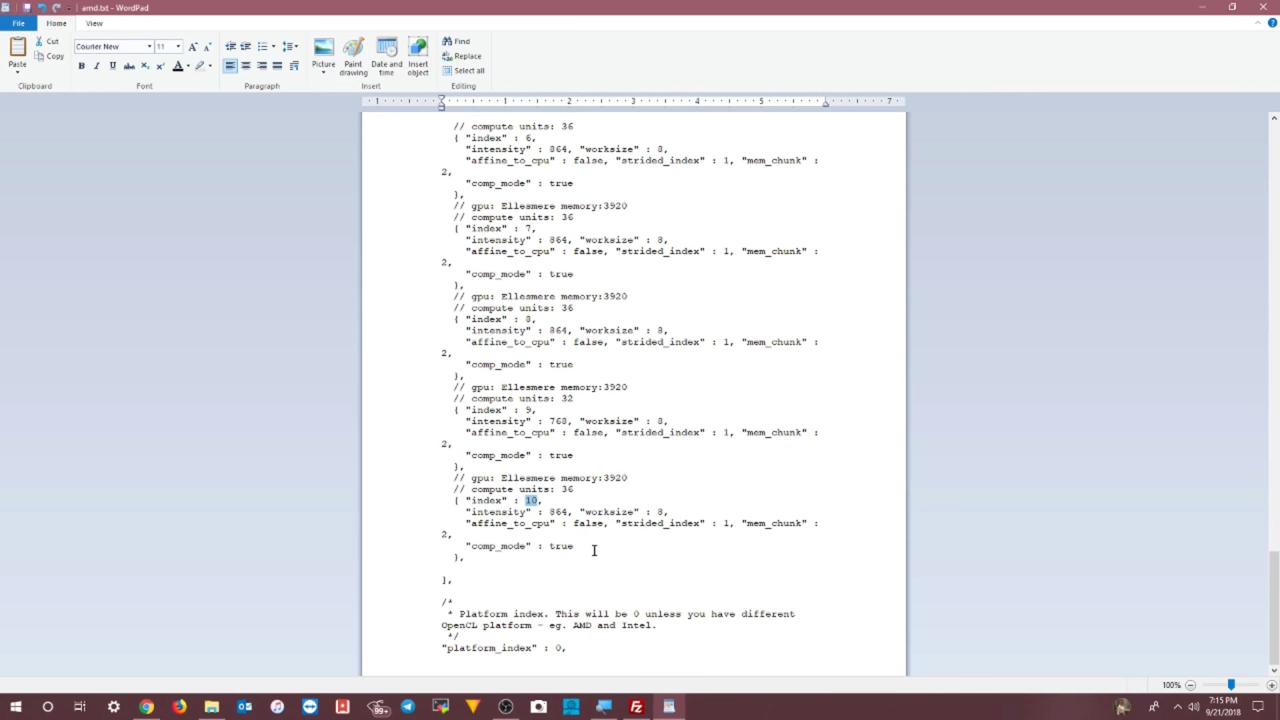 amd.txt - WordPad
File
Home
View
Paste
Cut
Copy
Clipboard
Courier New
11
Font
Paragraph
Picture
Paint drawing
Date and time
Insert object
Insert
Find
Replace
Select all
Editing
1 1 2 3 4 5 7
// compute units: 36
{ "index" : 6,
"intensity" : 864, "worksize" : 8,
"affine_to_cpu" : false, "strided_index" : 1, "mem_chunk" :
2,
"comp_mode" : true
},
// gpu: Ellesmere memory:3920
// compute units: 36
{ "index" : 7,
"intensity" : 864, "worksize" : 8,
"affine_to_cpu" : false, "strided_index" : 1, "mem_chunk" :
2,
"comp_mode" : true
},
// gpu: Ellesmere memory:3920
// compute units: 36
{ "index" : 8,
"intensity" : 864, "worksize" : 8,
"affine_to_cpu" : false, "strided_index" : 1, "mem_chunk" :
2,
"comp_mode" : true
},
// gpu: Ellesmere memory:3920
// compute units: 32
{ "index" : 9,
"intensity" : 768, "worksize" : 8,
"affine_to_cpu" : false, "strided_index" : 1, "mem_chunk" :
2,
"comp_mode" : true
},
// gpu: Ellesmere memory:3920
// compute units: 36
{ "index" : 10,
"intensity" : 864, "worksize" : 8,
"affine_to_cpu" : false, "strided_index" : 1, "mem_chunk" :
2,
"comp_mode" : true
},
],
/*
* Platform index. This will be 0 unless you have different
OpenCL platform - eg. AMD and Intel.
*/
"platform_index" : 0,
100%
99+
7:15 PM
9/21/2018